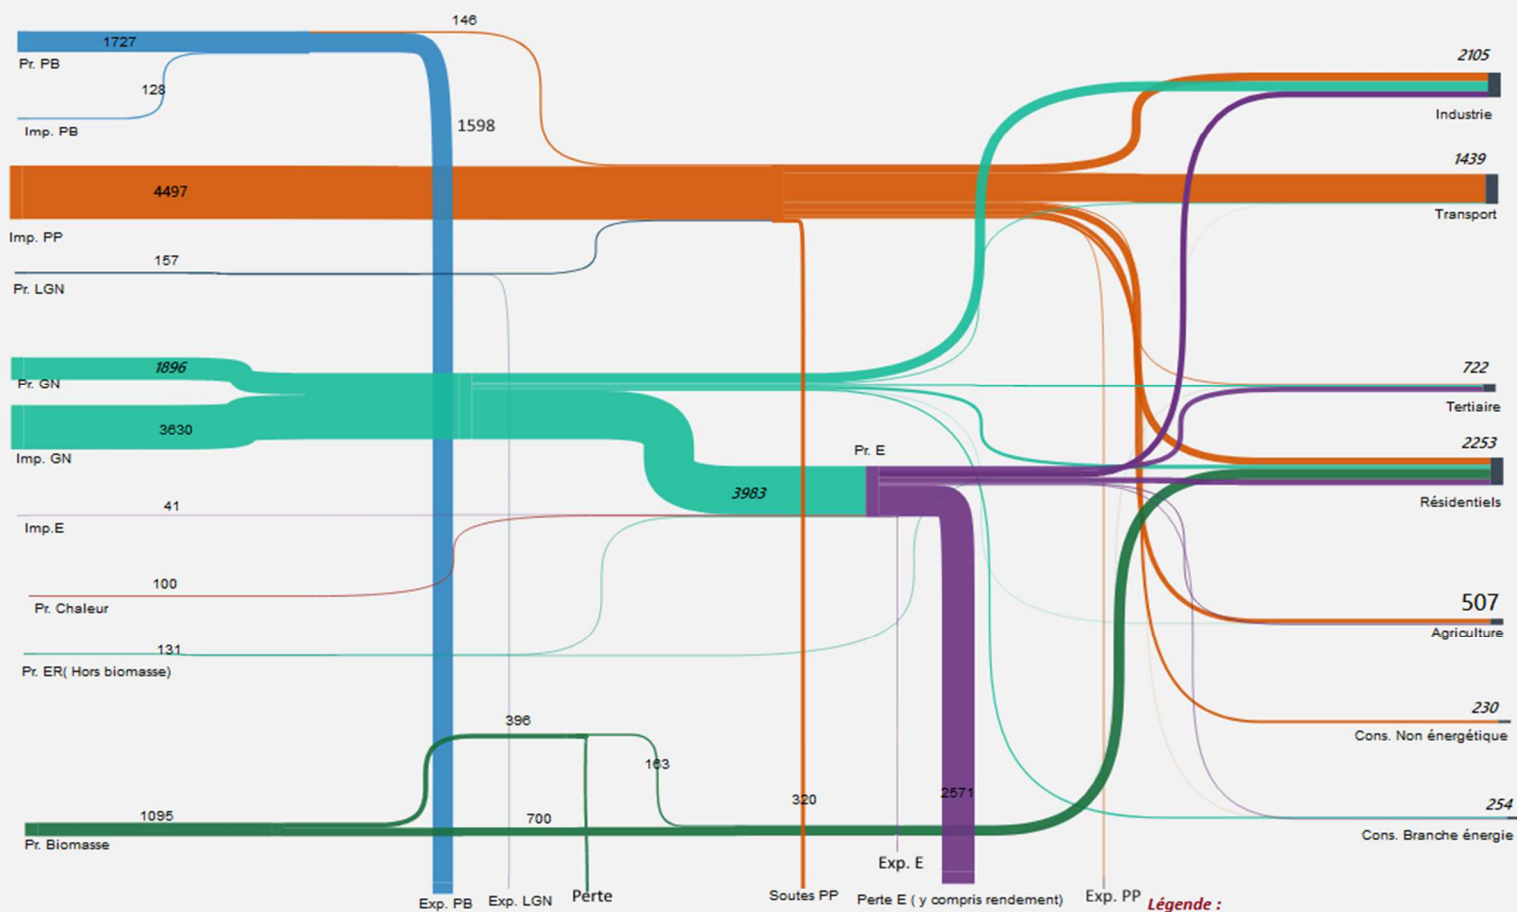 146
1727
2105
Pr. PB
128
Industrie
1598
Imp. PB
1439
4497
Transport
Imp. PP
157
Pr. LGN
1896
722
Pr. GN
Tertiaire
3630
2253
Imp. GN
Pr. E
3983
Résidentiels
41
Imp.E
100
507
Pr. Chaleur
Agriculture
131
Pr. ER( Hors biomasse)
230
396
Cons. Non énergétique
163
2571
320
254
1095
700
Cons. Branche énergie
Pr. Biomasse
Exp. E
Exp. PB
Exp. LGN
Perte
Soutes PP
Perte E ( y compris rendement)
Exp. PP
Légende :